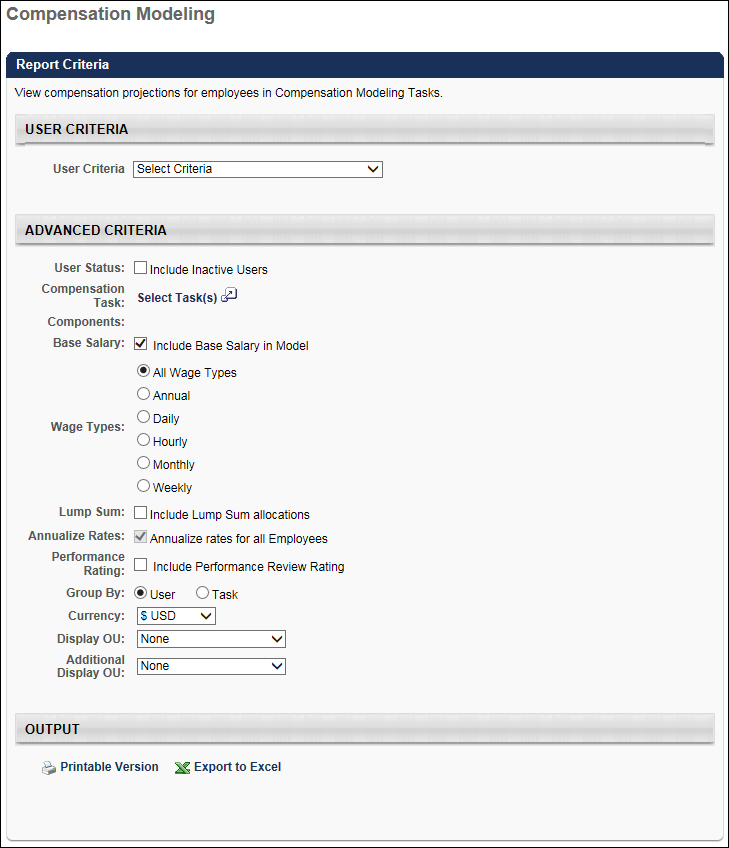 Compensation Modeling
Report Criteria
View compensation projections for employees in Compensation Modeling Tasks.
USER CRITERIA
User Criteria Select Criteria
ADVANCED CRITERIA
User Status: Include Inactive Users
Compensation
Task: Select Task(s)
Components:
Base Salary: Include Base Salary in Model
All Wage Types
Annual
Daily
Wage Types:
Hourly
Monthly
Weekly
Lump Sum: Include Lump Sum allocations
Annualize Rates: Annualize rates for all Employees
Performance
Rating: Include Performance Review Rating
Group By: User Task
Currency: $ USD
Display OU: None
Additional
Display OU: None
OUTPUT
Printable Version Export to Excel